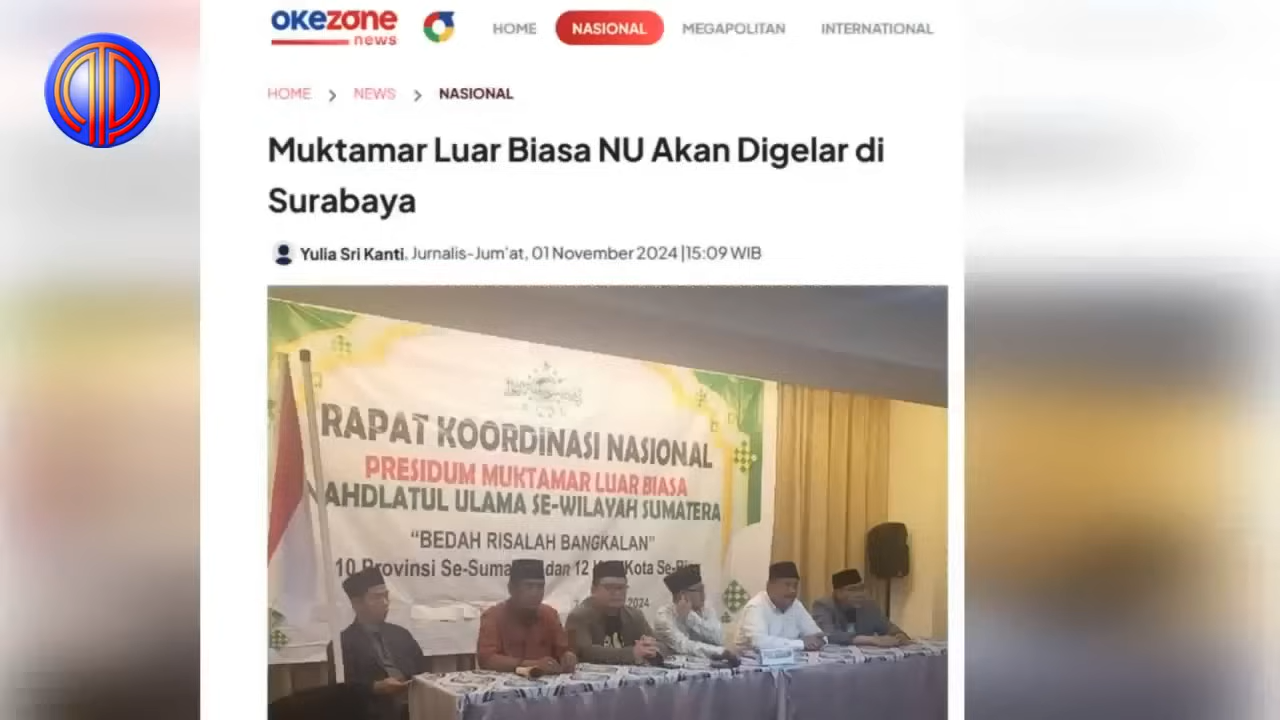 OKEZONE
news
HOME NASIONAL MEGAPOLITAN INTERNATIONAL
HOME > NEWS > NASIONAL
Muktamar Luar Biasa NU Akan Digelar di
Surabaya
Yulia Sri Kanti, Jurnalis-Jum'at, 01 November 2024 |15:09 WIB
RAPAT KOORDINASI NASIONAL
PRESIDUM MUKTAMAR LUAR BIASA
NAHDLATUL ULAMA SE-WILAYAH SUMATERA
"BEDAH RISALAH BANGKALAN"
10 Provinsi Se-Suma dan 12 Kota Se-
2024